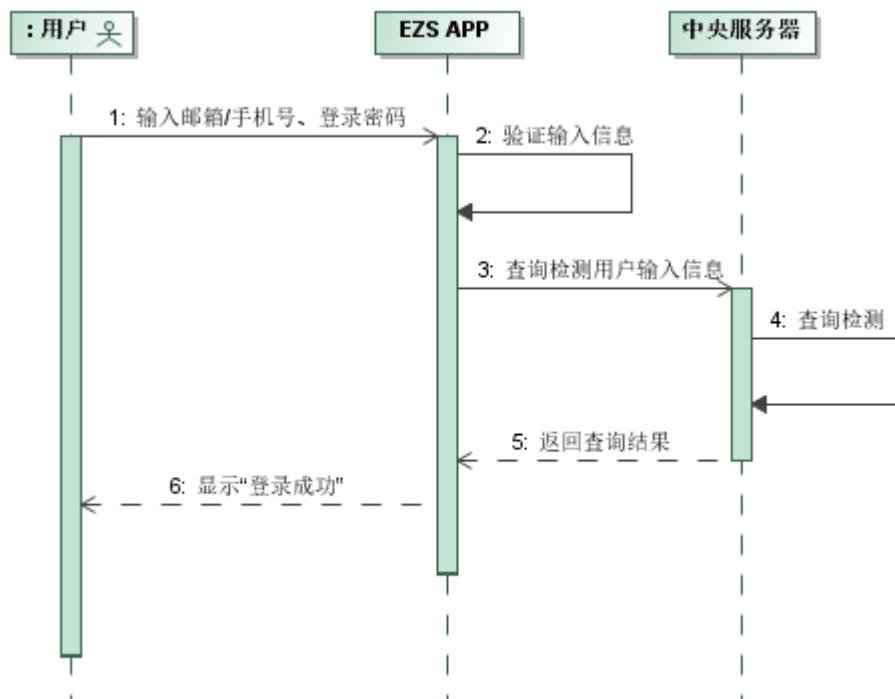 : 用户
EZS APP
中央服务器
1: 输入邮箱/手机号、登录密码
2: 验证输入信息
3: 查询检测用户输入信息
4: 查询检测
5: 返回查询结果
6: 显示“登录成功”